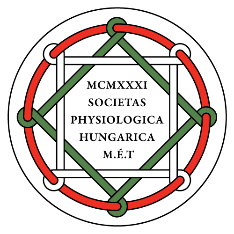 MCMXXXI
SOCIETAS
PHYSIOLOGICA
HUNGARICA
M.É.T